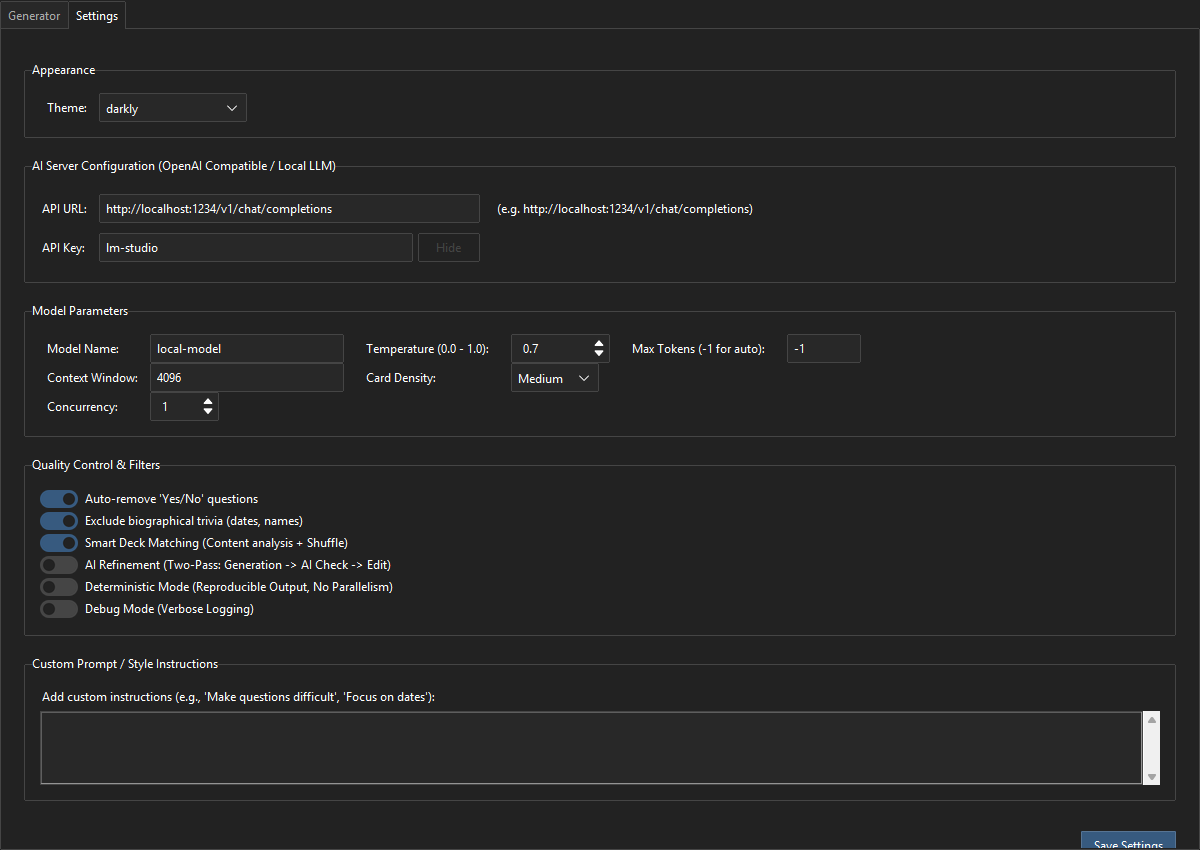 Generator Settings
Appearance
Theme: darkly
AI Server Configuration (OpenAI Compatible / Local LLM)
API URL: http://localhost:1234/v1/chat/completions (e.g. http://localhost:1234/v1/chat/completions)
API Key: lm-studio Hide
Model Parameters
Model Name: local-model Temperature (0.0 - 1.0): 0.7 Max Tokens (-1 for auto): -1
Context Window: 4096 Card Density: Medium
Concurrency: 1
Quality Control & Filters
Auto-remove 'Yes/No' questions
Exclude biographical trivia (dates, names)
Smart Deck Matching (Content analysis + Shuffle)
AI Refinement (Two-Pass: Generation -> AI Check -> Edit)
Deterministic Mode (Reproducible Output, No Parallelism)
Debug Mode (Verbose Logging)
Custom Prompt / Style Instructions
Add custom instructions (e.g., 'Make questions difficult', 'Focus on dates'):
Save Settings